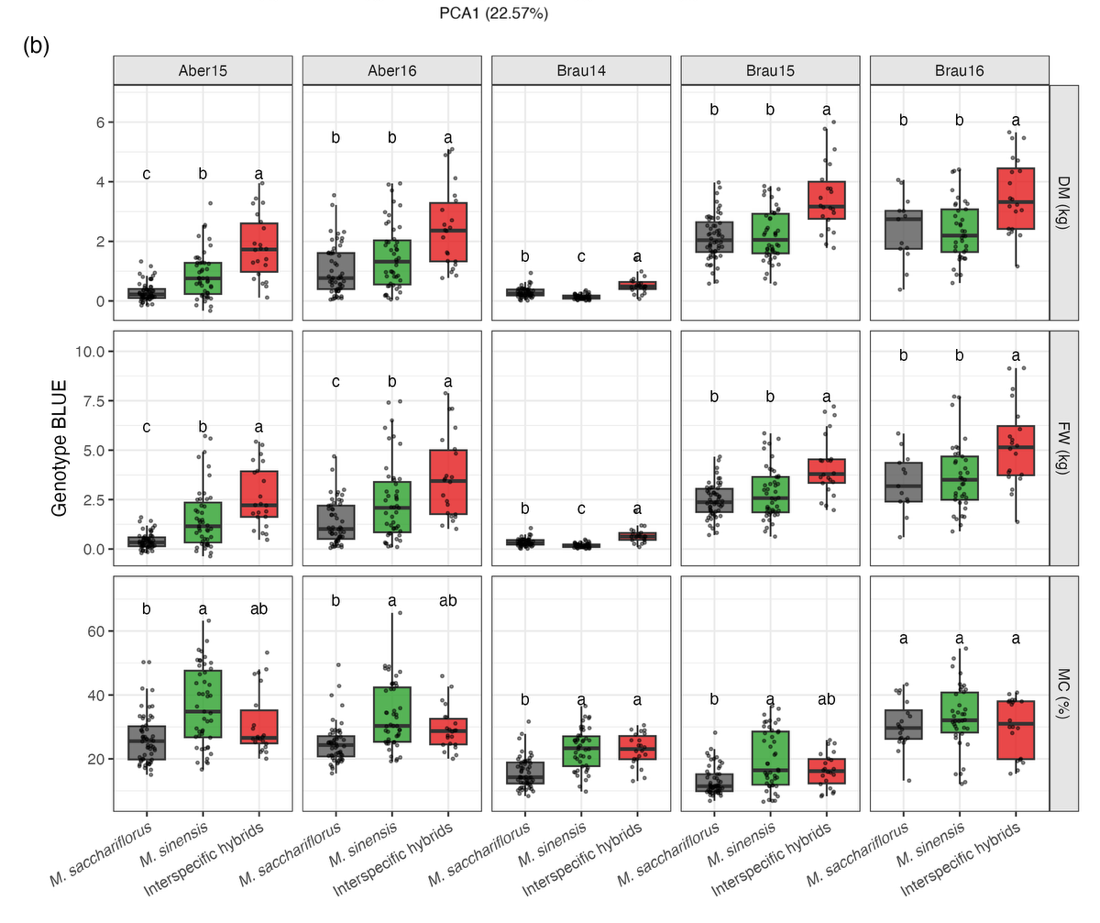 PCA1 (22.57%)
(b)
Aber15 Aber16 Brau14 Brau15 Brau16
6
4
2
0
c b a
b b a
b c a
b b a
b b a
DM (kg)
Genotype BLUE
10.0
7.5
5.0
2.5
0.0
c b a
c b a
b c a
b b a
b b a
FW (kg)
60
40
20
b a ab
b a ab
b a a
b a ab
a a a
MC (%)
M. sacchariflorus
M. sinensis
Interspecific hybrids
M. sacchariflorus
M. sinensis
Interspecific hybrids
M. sacchariflorus
M. sinensis
Interspecific hybrids
M. sacchariflorus
M. sinensis
Interspecific hybrids
M. sacchariflorus
M. sinensis
Interspecific hybrids